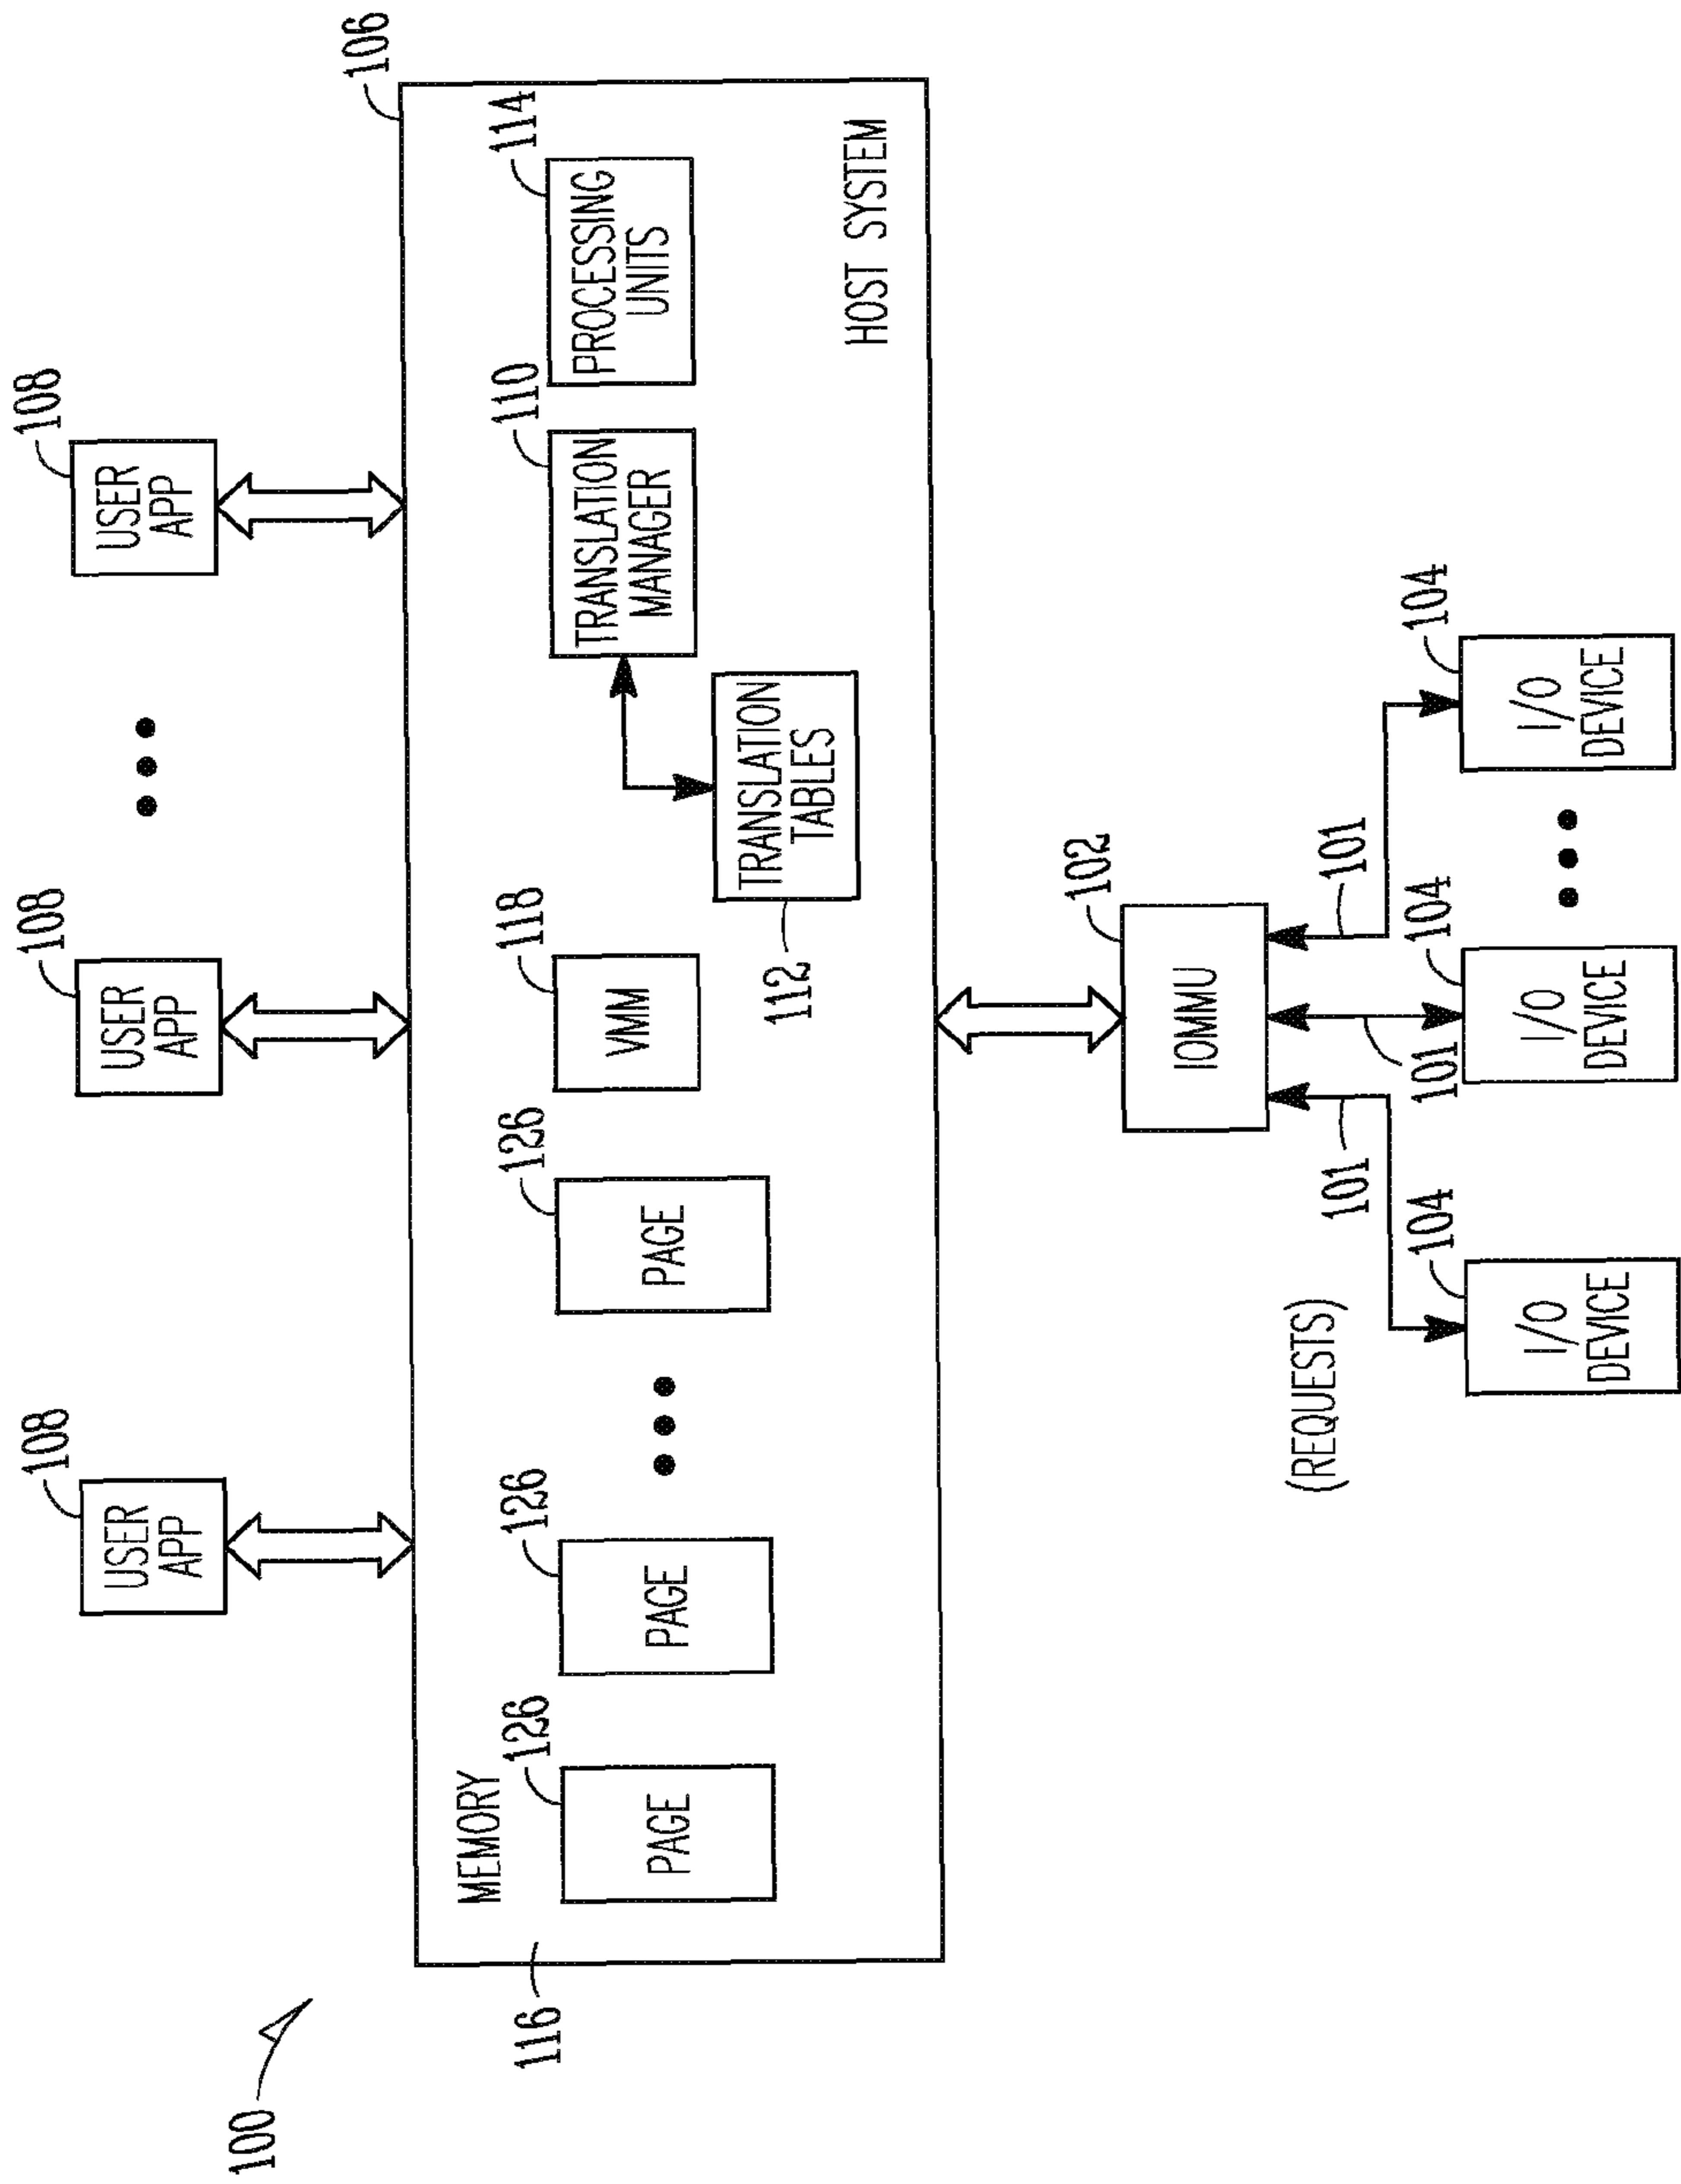 100
108
108
108
USER
APP
USER
APP
USER
APP
106
116
MEMORY
126
126
126
118
110
114
PAGE
PAGE
PAGE
VMM
TRANSLATION
MANAGER
PROCESSING
UNITS
112
TRANSLATION
TABLES
HOST SYSTEM
102
IOMMU
(REQUESTS)
101
101
101
104
104
104
I/O
DEVICE
I/O
DEVICE
I/O
DEVICE